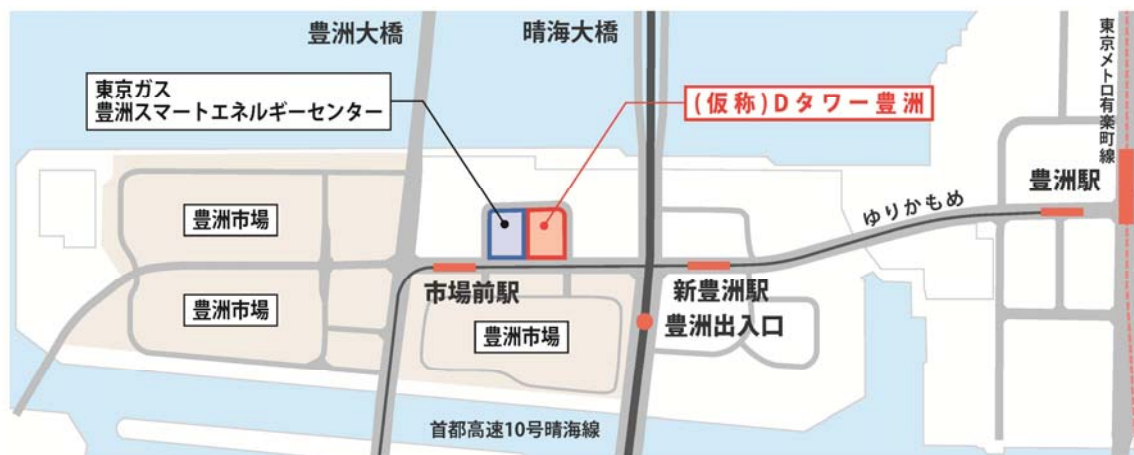 豊洲大橋
晴海大橋
東京メトロ有楽町線
東京ガス
豊洲スマートエネルギーセンター
(仮称)Dタワー豊洲
豊洲駅
ゆりかもめ
豊洲市場
豊洲市場
市場前駅
新豊洲駅
豊洲市場
豊洲出入口
首都高速10号晴海線